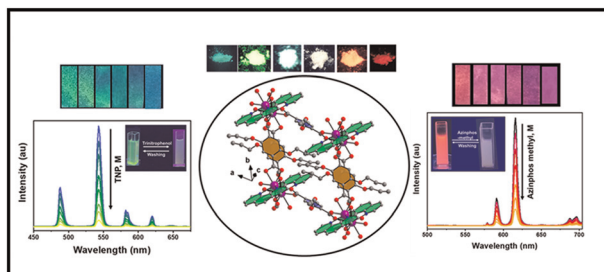 Intensity (au)
Trinitrophenol
Washing
TNP, M
450 500 550 600 650
Wavelength (nm)
b
c
a
Intensity (au)
Azinphos
methyl
Washing
Azinphos methyl, M
500 550 600 650 700
Wavelength (nm)